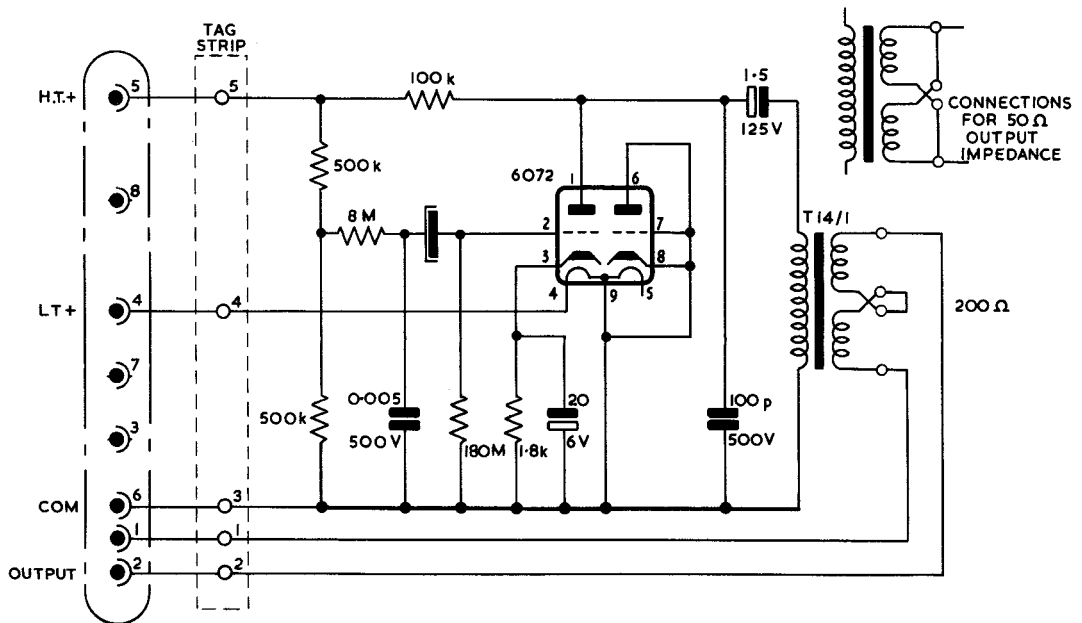 TAG
STRIP
H.T.+
5
5
100 k
1·5
125V
CONNECTIONS
FOR 50Ω
OUTPUT
IMPEDANCE
500 k
6072
1
6
8
8 M
2
7
3
8
4
9
5
T14/1
L.T+
4
4
200 Ω
7
3
500k
0·005
500V
180M
1·8k
20
6V
100 p
500V
COM
6
3
1
1
OUTPUT
2
2